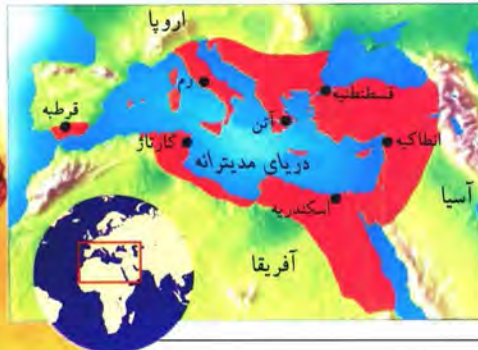 اروپا
رم
قسطنطنیه
قرطبه
آتن
کارتاژ
انطاکیه
دریای مدیترانه
آسیا
اسکندریه
آفریقا